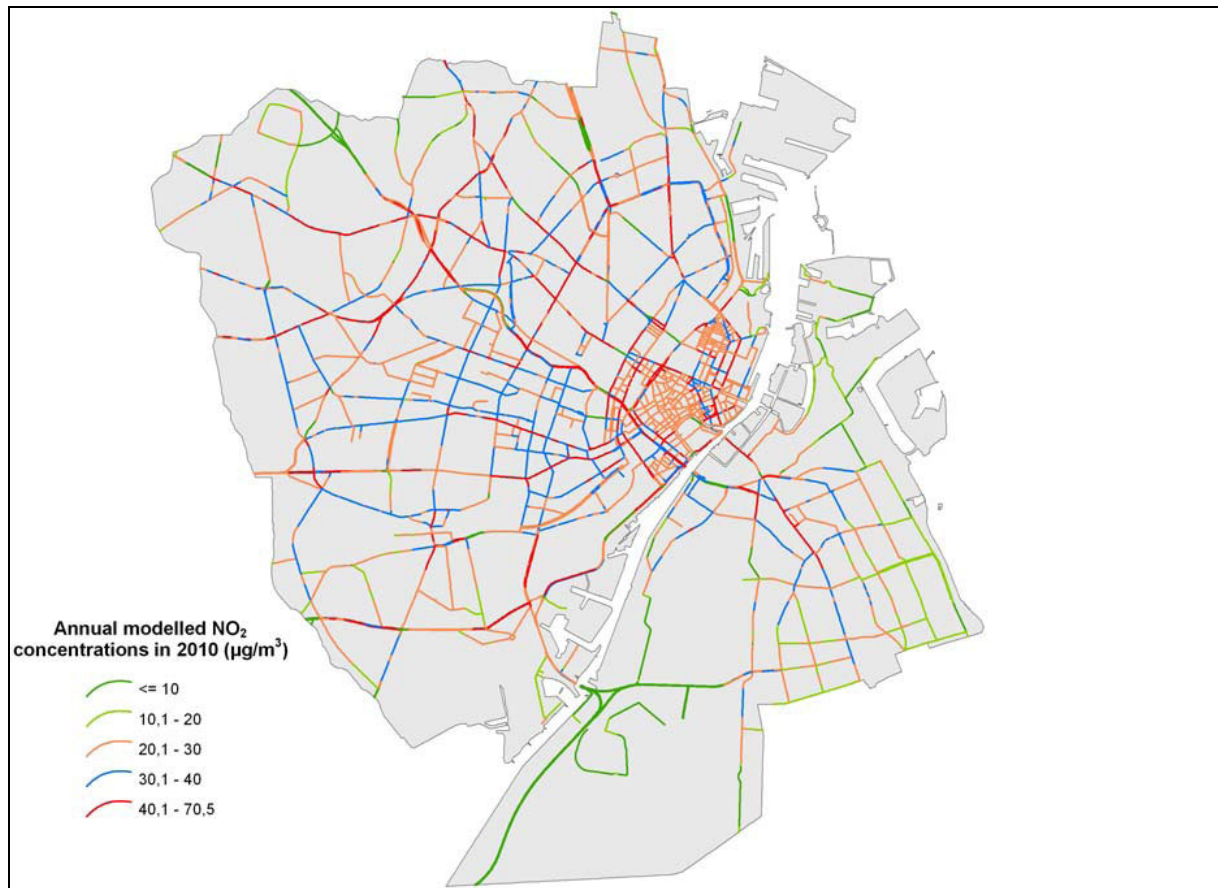 Annual modelled NO₂
concentrations in 2010 (µg/m³)
<= 10
10,1 - 20
20,1 - 30
30,1 - 40
40,1 - 70,5